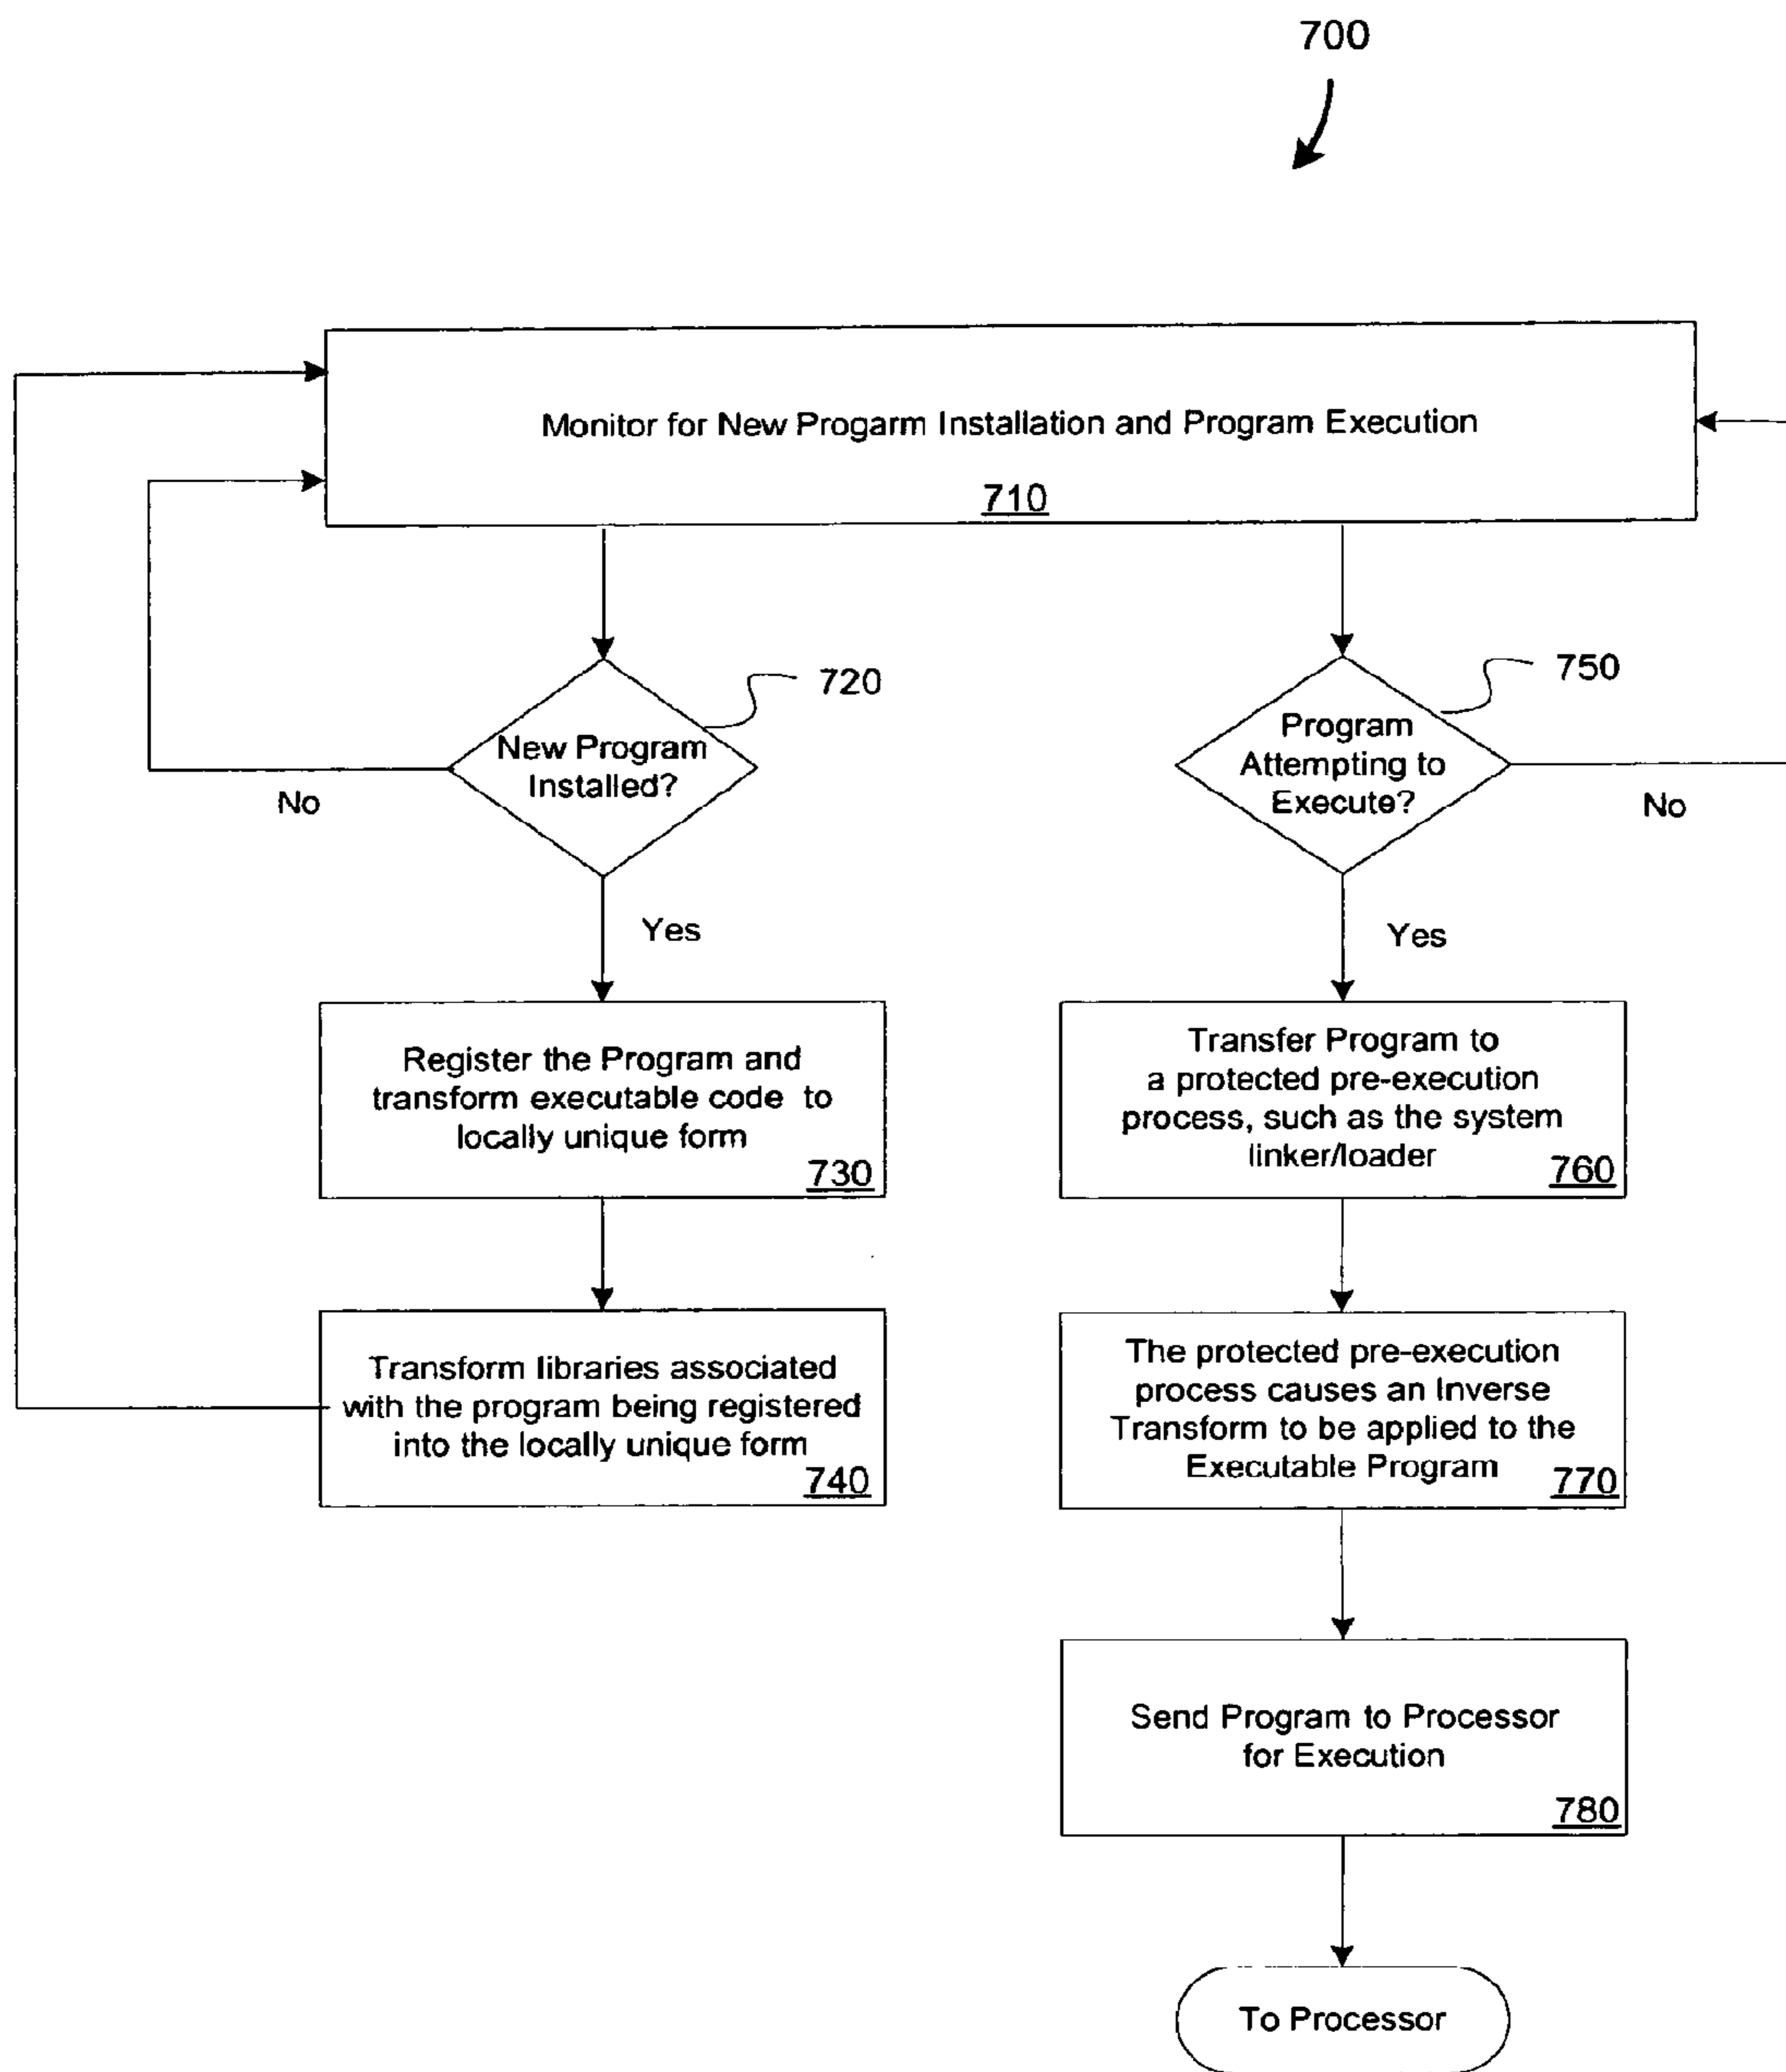 700
Monitor for New Progarm Installation and Program Execution
710
720
New Program
Installed?
No
Yes
Register the Program and
transform executable code to
locally unique form
730
Transform libraries associated
with the program being registered
into the locally unique form
740
750
Program
Attempting to
Execute?
No
Yes
Transfer Program to
a protected pre-execution
process, such as the system
linker/loader
760
The protected pre-execution
process causes an Inverse
Transform to be applied to the
Executable Program
770
Send Program to Processor
for Execution
780
To Processor